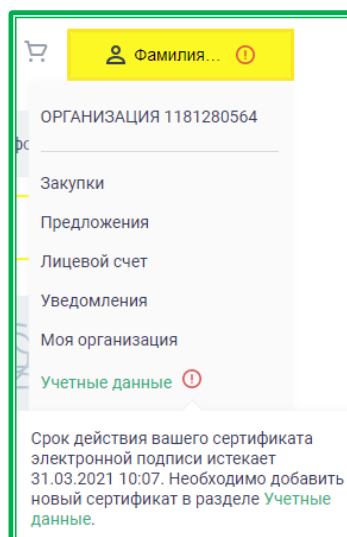 Фамилия...
ОРГАНИЗАЦИЯ 1181280564
фо
Закупки
Предложения
Лицевой счет
Уведомления
Моя организация
Учетные данные
Срок действия вашего сертификата
электронной подписи истекает
31.03.2021 10:07. Необходимо добавить
новый сертификат в разделе Учетные
данные.